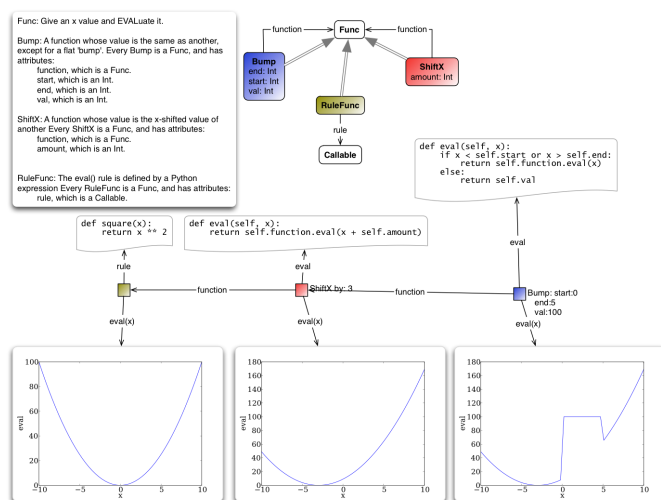 Func: Give an x value and EVALuate it.
Bump: A function whose value is the same as another,
except for a flat 'bump'. Every Bump is a Func, and has
attributes:
function, which is a Func.
start, which is an Int.
end, which is an Int.
val, which is an Int.
ShiftX: A function whose value is the x-shifted value of
another Every ShiftX is a Func, and has attributes:
function, which is a Func.
amount, which is an Int.
RuleFunc: The eval() rule is defined by a Python
expression Every RuleFunc is a Func, and has attributes:
rule, which is a Callable.
function
Func
function
Bump
end: Int
start: Int
val: Int
ShiftX
amount: Int
RuleFunc
rule
Callable
def eval(self, x):
if x < self.start or x > self.end:
return self.function.eval(x)
else:
return self.val
def square(x):
return x ** 2
def eval(self, x):
return self.function.eval(x + self.amount)
rule
eval
eval
function
ShiftX by: 3
function
Bump: start:0
end:5
val:100
eval(x)
eval(x)
eval(x)
100
80
60
40
20
0
eval
−10
−5
0
5
10
x
180
160
140
120
100
80
60
40
20
0
eval
−10
−5
0
5
10
x
180
160
140
120
100
80
60
40
20
0
eval
−10
−5
0
5
10
x